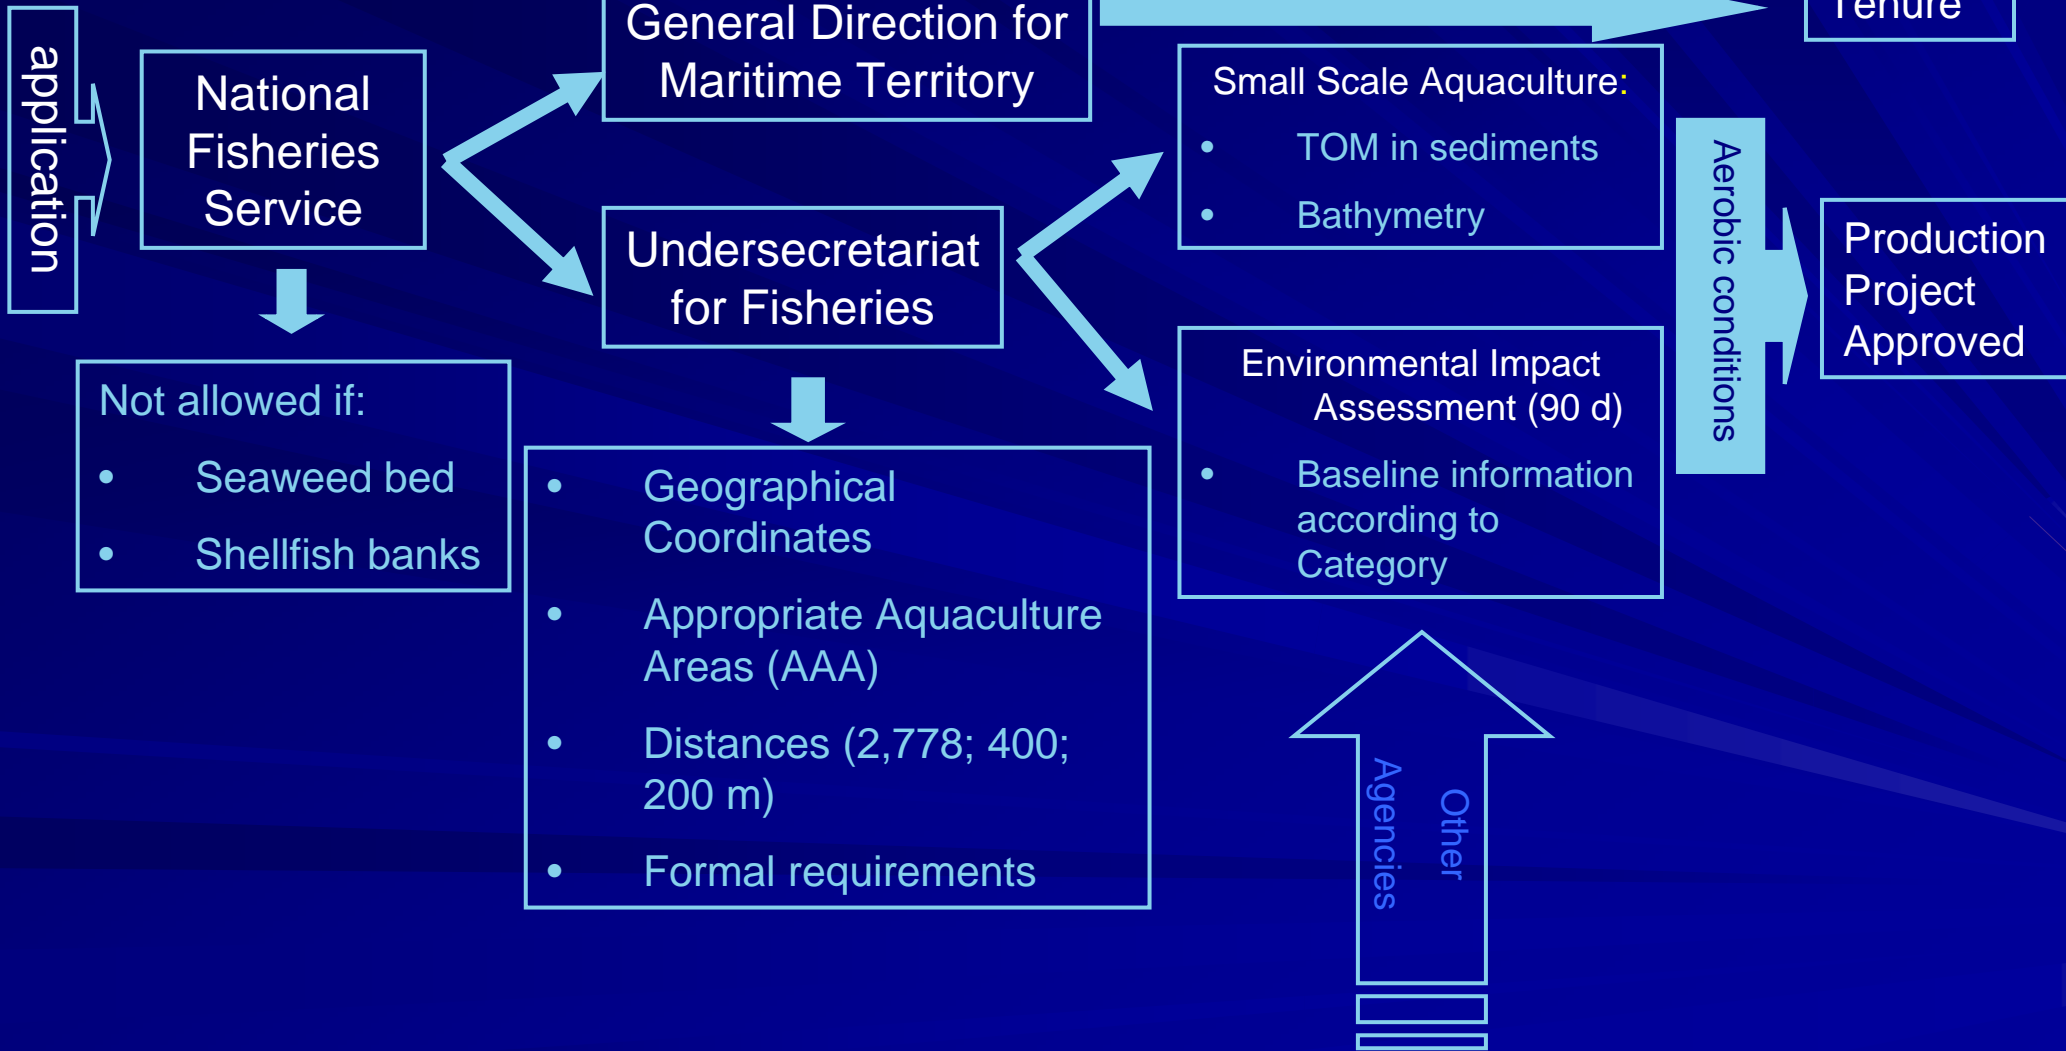 application
National
Fisheries
Service
General Direction for
Maritime Territory
Tenure
Undersecretariat
for Fisheries
Small Scale Aquaculture:
• TOM in sediments
• Bathymetry
Environmental Impact
Assessment (90 d)
• Baseline information
according to
Category
Aerobic conditions
Production
Project
Approved
Not allowed if:
• Seaweed bed
• Shellfish banks
• Geographical
Coordinates
• Appropriate Aquaculture
Areas (AAA)
• Distances (2,778; 400;
200 m)
• Formal requirements
Other
Agencies